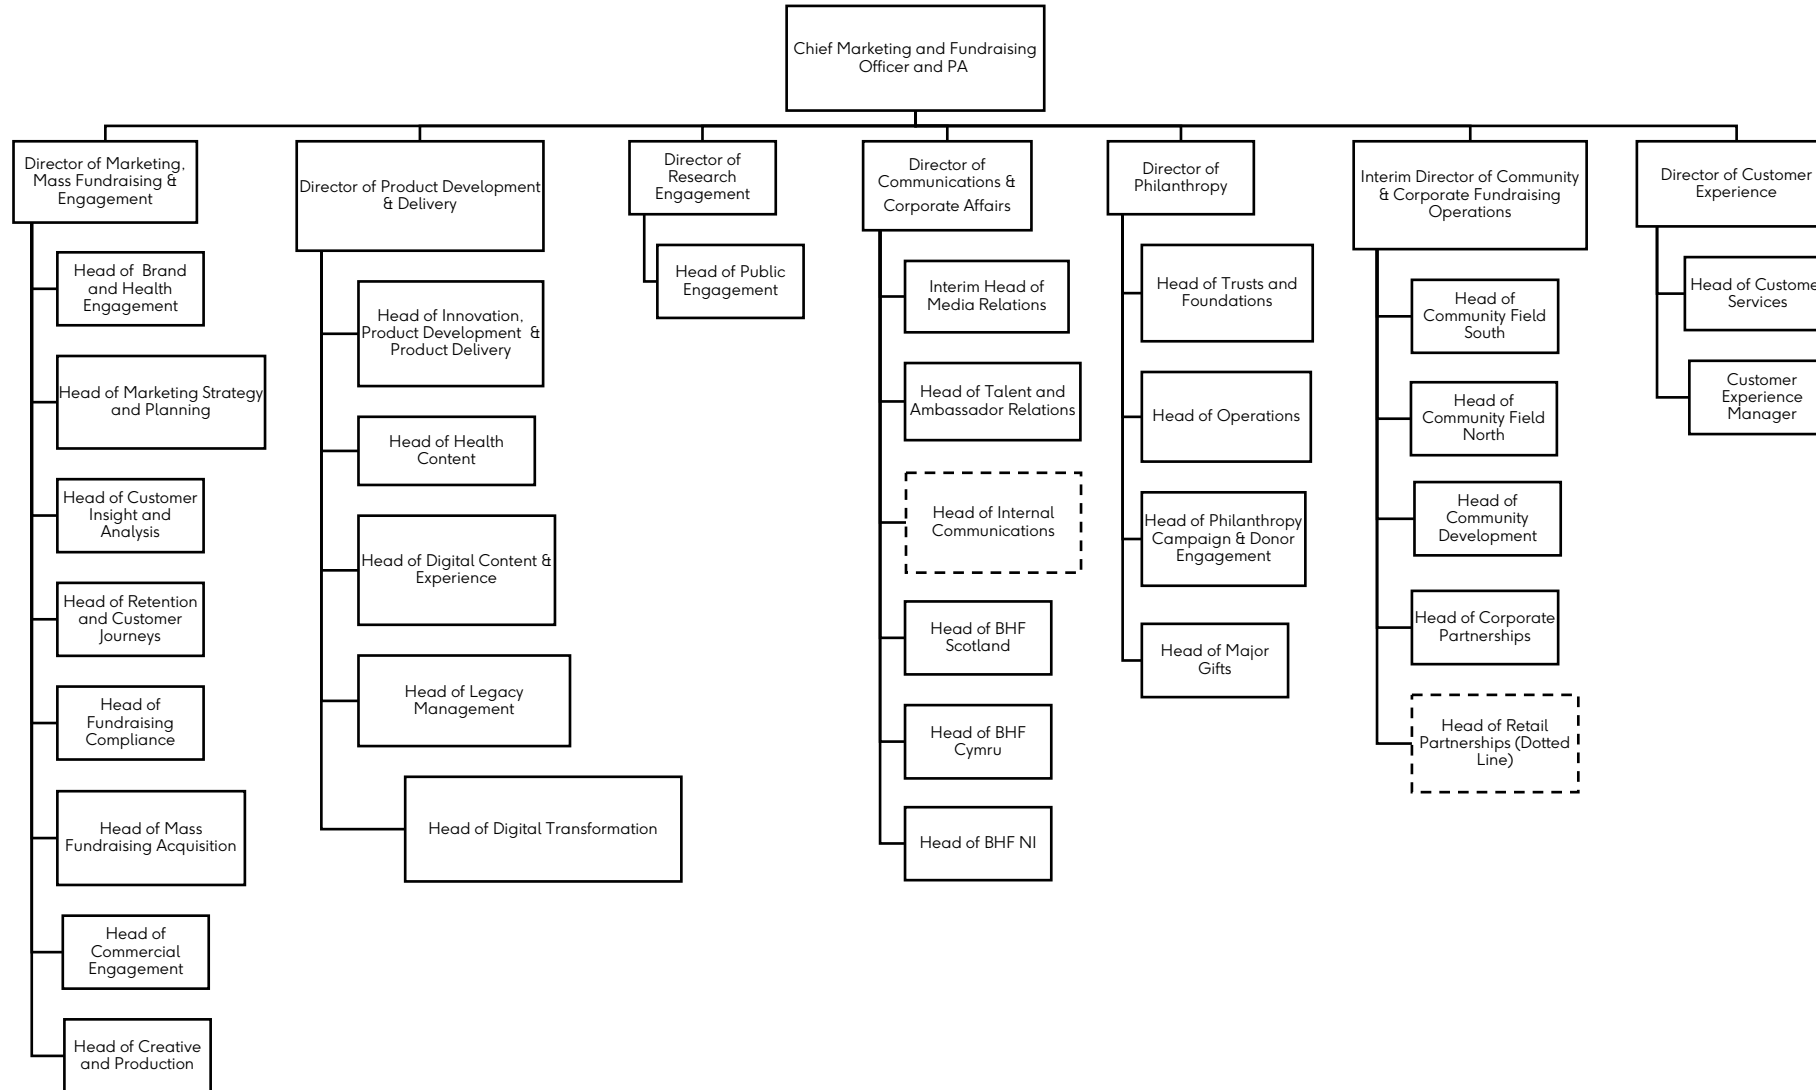 Chief Marketing and Fundraising
Officer and PA
Director of Marketing,
Mass Fundraising &
Engagement
Head of Brand
and Health
Engagement
Head of Marketing Strategy
and Planning
Head of Customer
Insight and
Analysis
Head of Retention
and Customer
Journeys
Head of
Fundraising
Compliance
Head of Mass
Fundraising Acquisition
Head of
Commercial
Engagement
Head of Creative
and Production
Director of Product Development
& Delivery
Head of Innovation,
Product Development &
Product Delivery
Head of Health
Content
Head of Digital Content &
Experience
Head of Legacy
Management
Head of Digital Transformation
Director of
Research
Engagement
Head of Public
Engagement
Director of
Communications &
Corporate Affairs
Interim Head of
Media Relations
Head of Talent and
Ambassador Relations
Head of Internal
Communications
Head of BHF
Scotland
Head of BHF
Cymru
Head of BHF NI
Director of
Philanthropy
Head of Trusts and
Foundations
Head of Operations
Head of Philanthropy
Campaign & Donor
Engagement
Head of Major
Gifts
Interim Director of Community
& Corporate Fundraising
Operations
Head of
Community Field
South
Head of
Community Field
North
Head of
Community
Development
Head of Corporate
Partnerships
Head of Retail
Partnerships (Dotted
Line)
Director of Customer
Experience
Head of Custome
Services
Customer
Experience
Manager